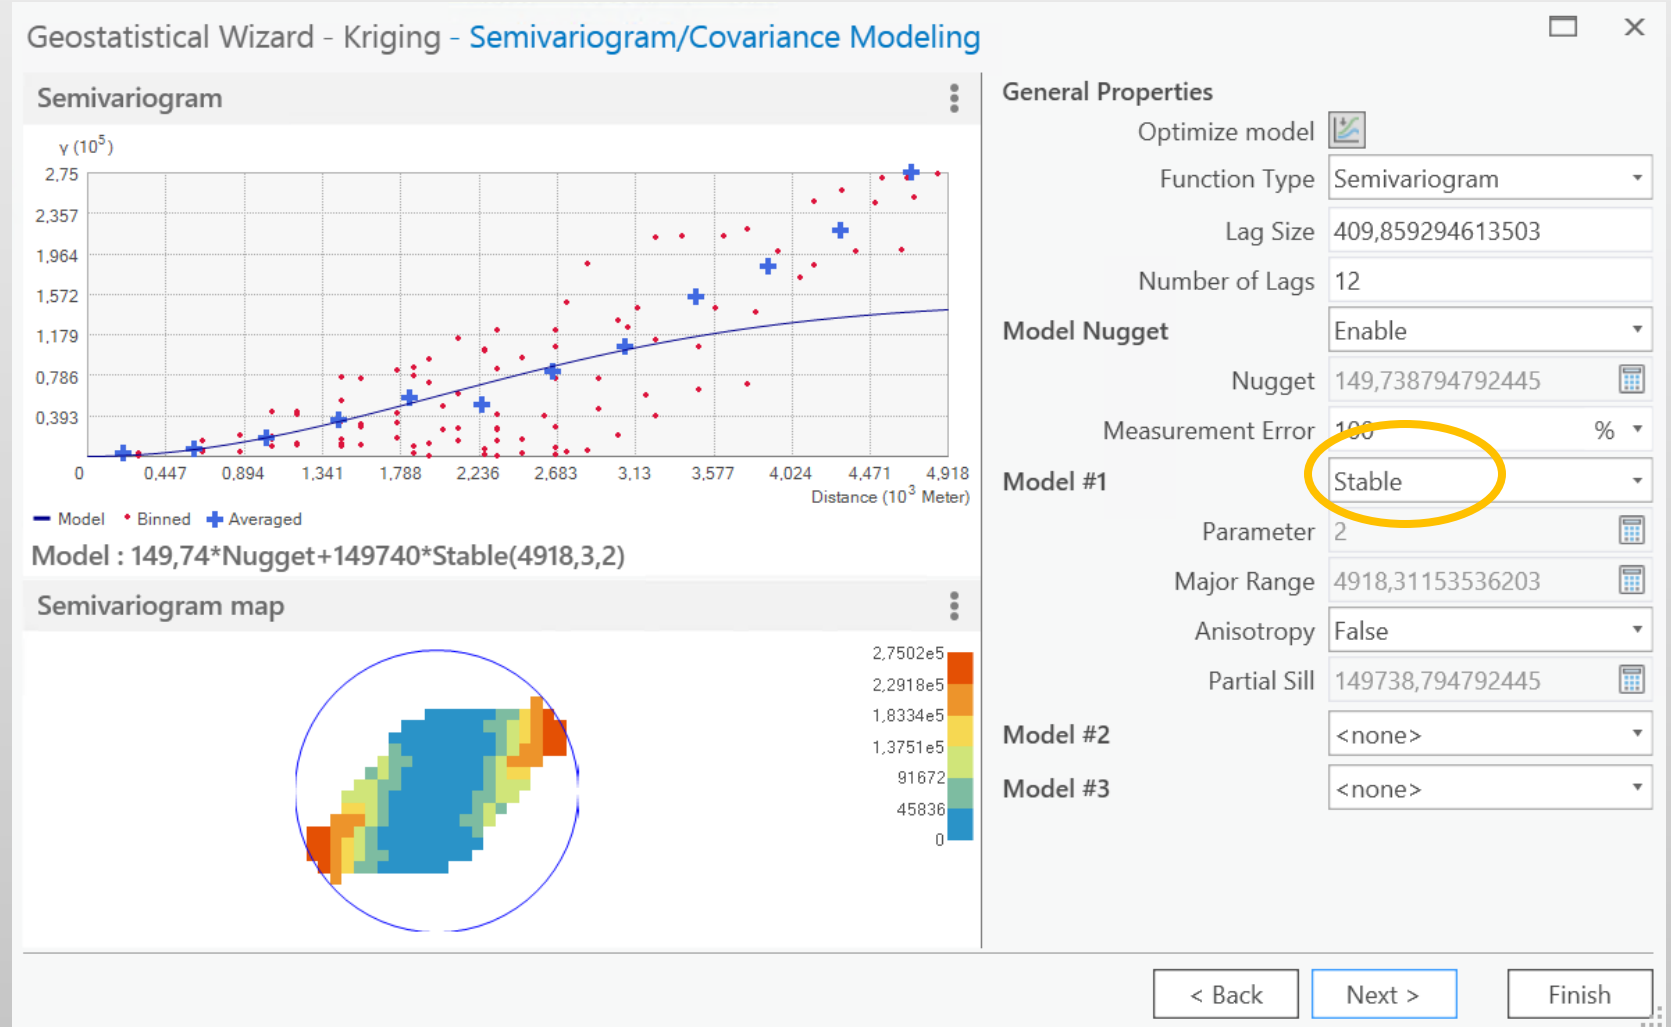 Geostatistical Wizard - Kriging - Semivariogram/Covariance Modeling
Semivariogram
γ (10⁵)
2,75
2,357
1,964
1,572
1,179
0,786
0,393
0 0,447 0,894 1,341 1,788 2,236 2,683 3,13 3,577 4,024 4,471 4,918
Distance (10³ Meter)
Model Binned Averaged
Model : 149,74*Nugget+149740*Stable(4918,3,2)
Semivariogram map
2,7502e5
2,2918e5
1,8334e5
1,3751e5
91672
45836
0
General Properties
Optimize model
Function Type Semivariogram
Lag Size 409,859294613503
Number of Lags 12
Model Nugget Enable
Nugget 149,738794792445
Measurement Error 100 %
Model #1 Stable
Parameter 2
Major Range 4918,31153536203
Anisotropy False
Partial Sill 149738,794792445
Model #2 <none>
Model #3 <none>
< Back Next > Finish